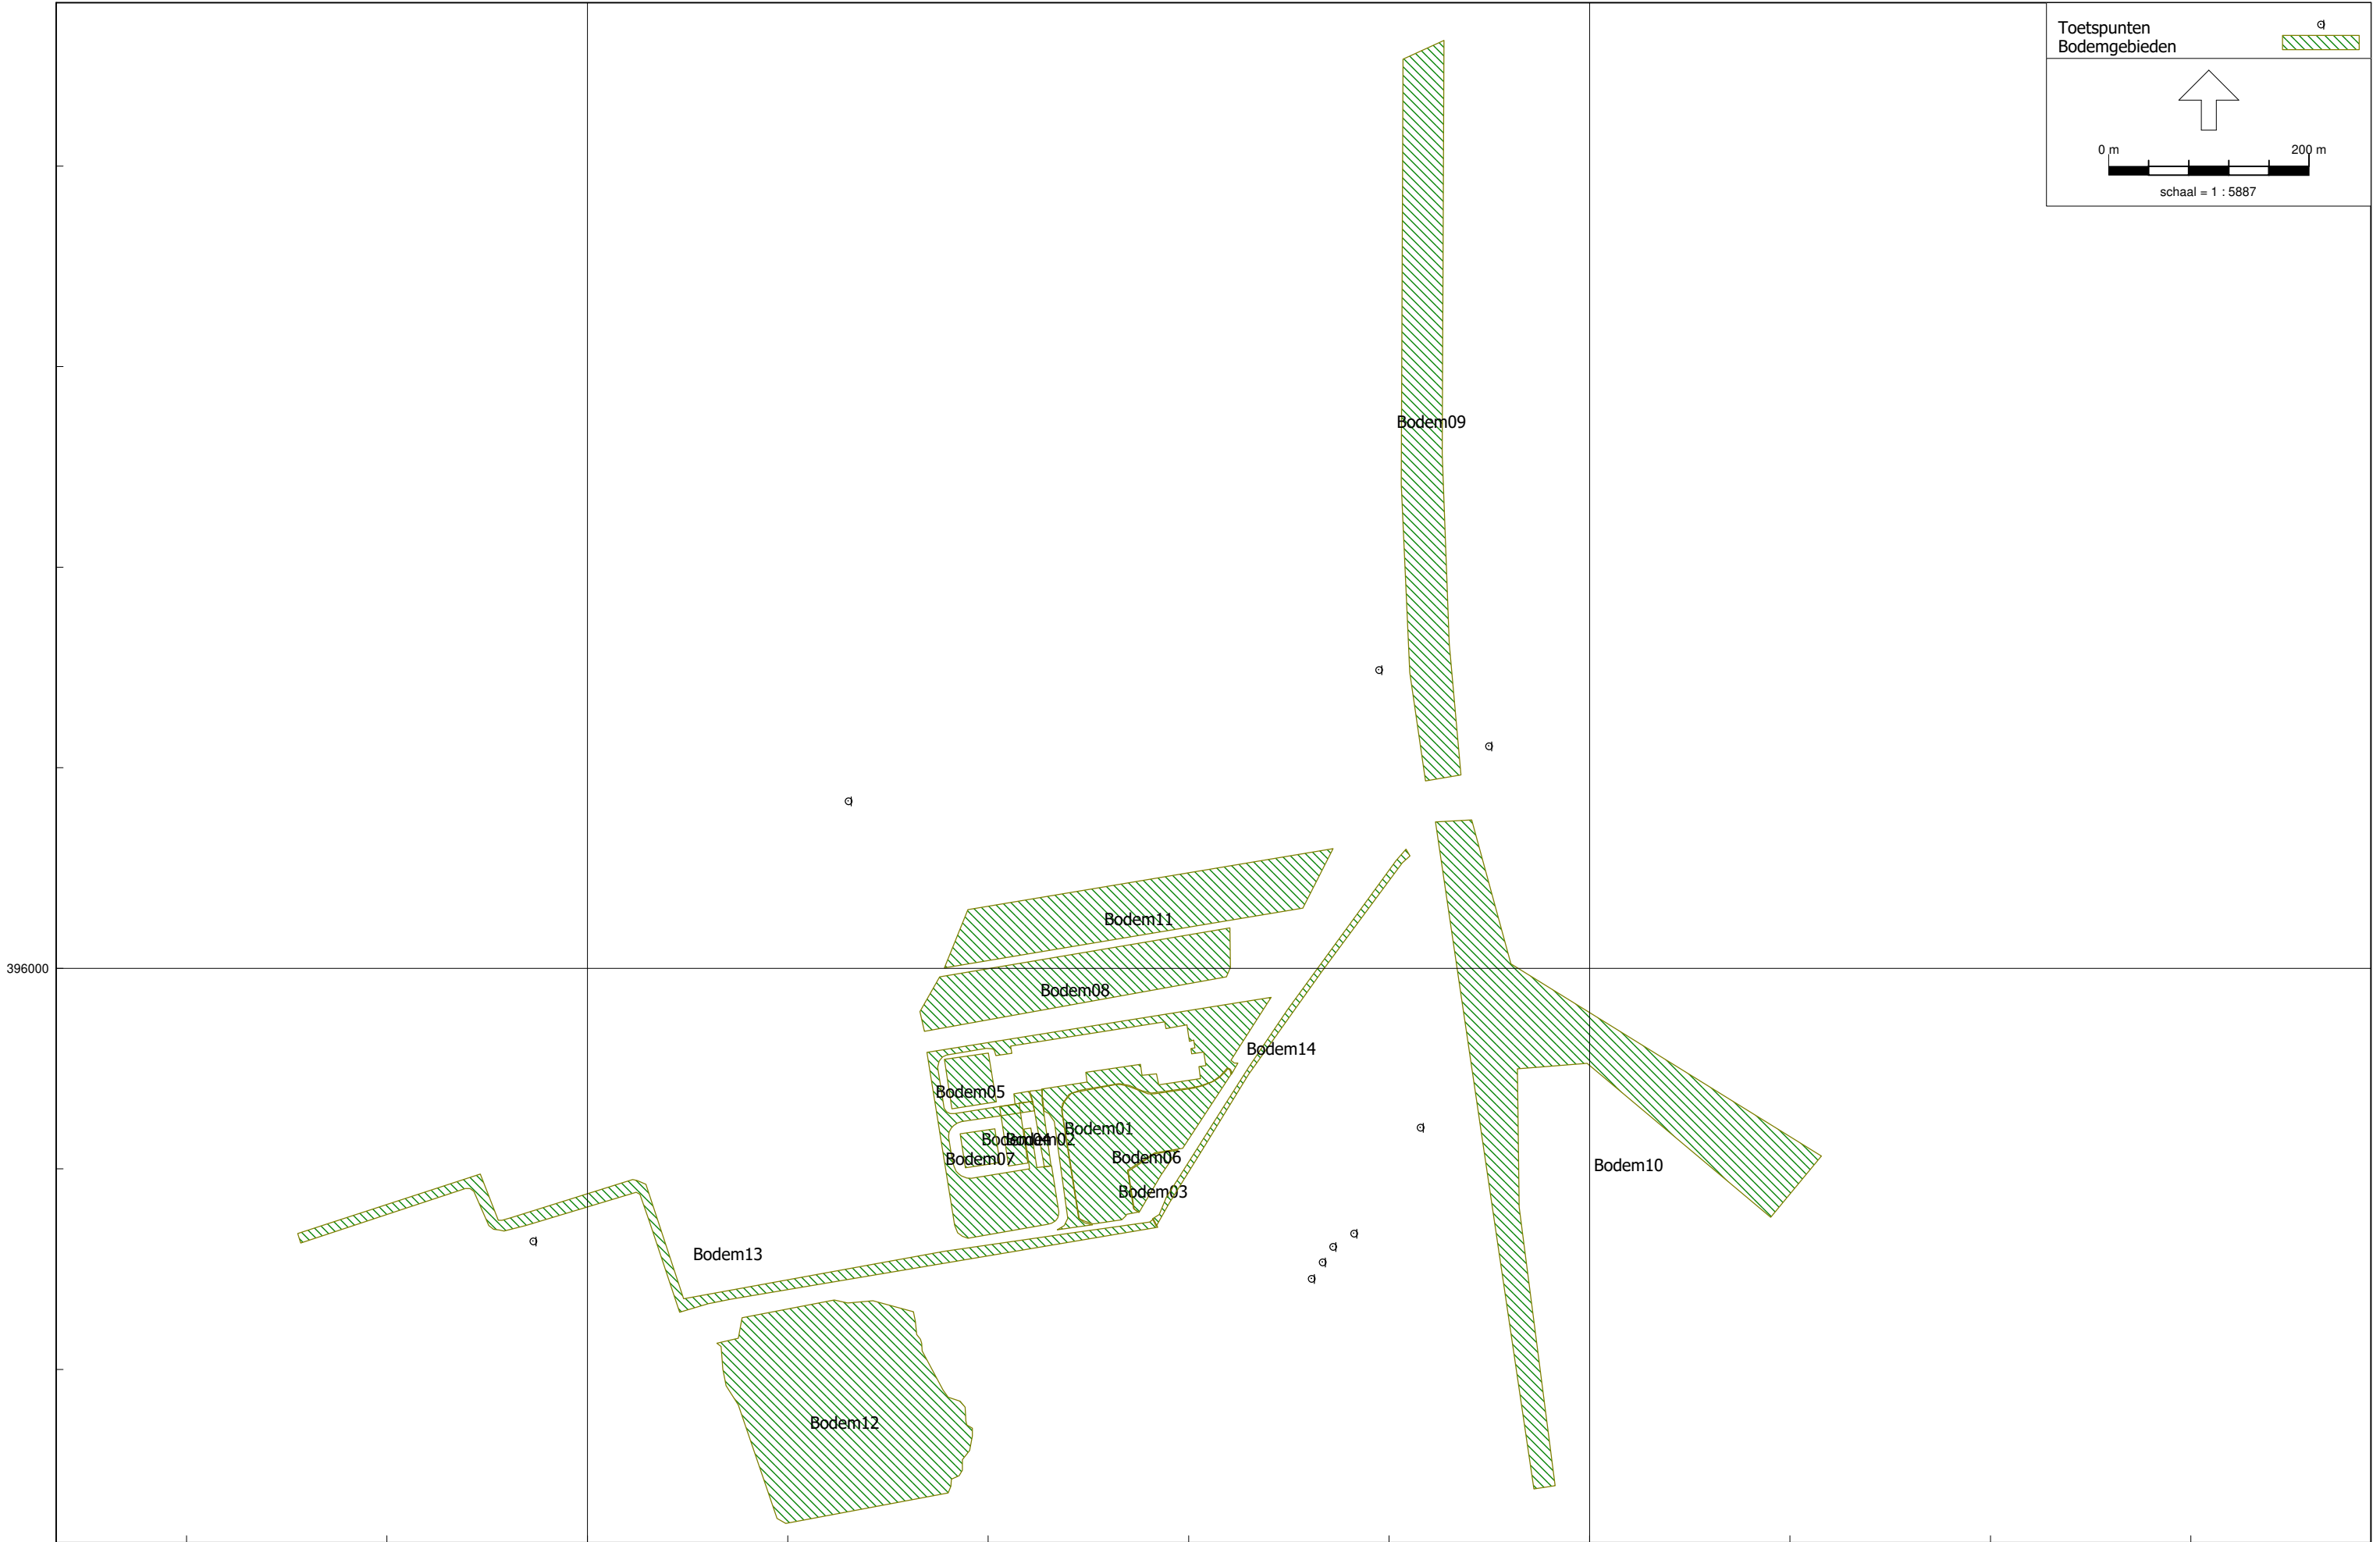 Toetspunten
Bodemgebieden
0 m 200 m
schaal = 1 : 5887
Bodem09
Bodem11
396000
Bodem08
Bodem14
Bodem05
Bodem01
Bodem04
Bodem02
Bodem07
Bodem06
Bodem10
Bodem03
Bodem13
Bodem12